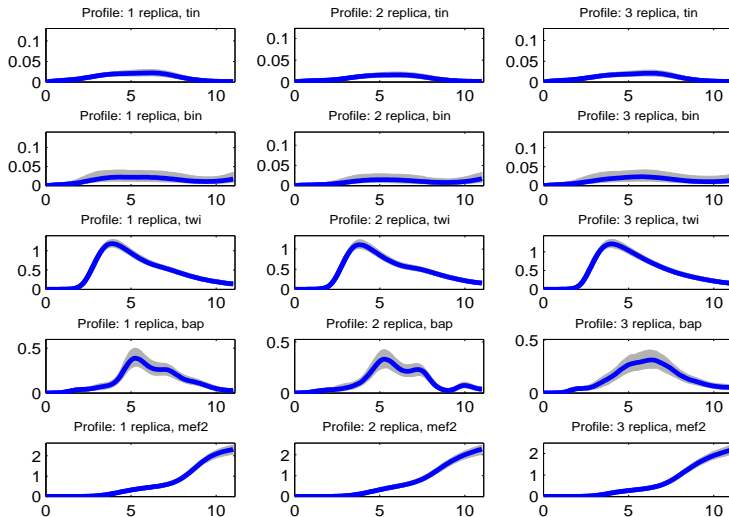 Profile: 1 replica, tin
Profile: 2 replica, tin
Profile: 3 replica, tin
0.1
0.05
0
0 5 10
0.1
0.05
0
0 5 10
0.1
0.05
0
0 5 10
Profile: 1 replica, bin
Profile: 2 replica, bin
Profile: 3 replica, bin
0.1
0.05
0
0 5 10
0.1
0.05
0
0 5 10
0.1
0.05
0
0 5 10
Profile: 1 replica, twi
Profile: 2 replica, twi
Profile: 3 replica, twi
1
0.5
0
0 5 10
1
0.5
0
0 5 10
1
0.5
0
0 5 10
Profile: 1 replica, bap
Profile: 2 replica, bap
Profile: 3 replica, bap
0.5
0
0 5 10
0.5
0
0 5 10
0.5
0
0 5 10
Profile: 1 replica, mef2
Profile: 2 replica, mef2
Profile: 3 replica, mef2
2
1
0
0 5 10
2
1
0
0 5 10
2
1
0
0 5 10